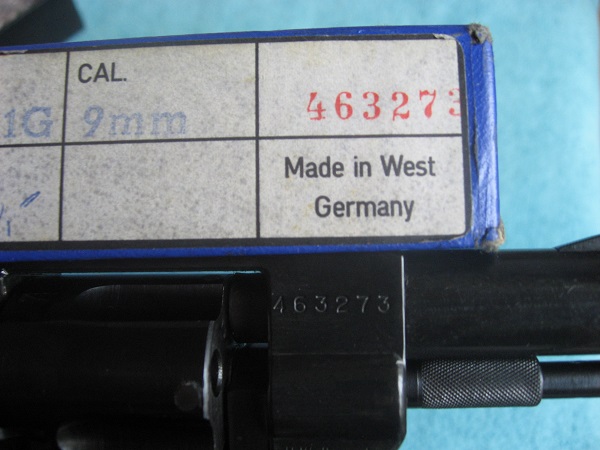 CAL.
1G 9mm 463273
Made in West
Germany
463273